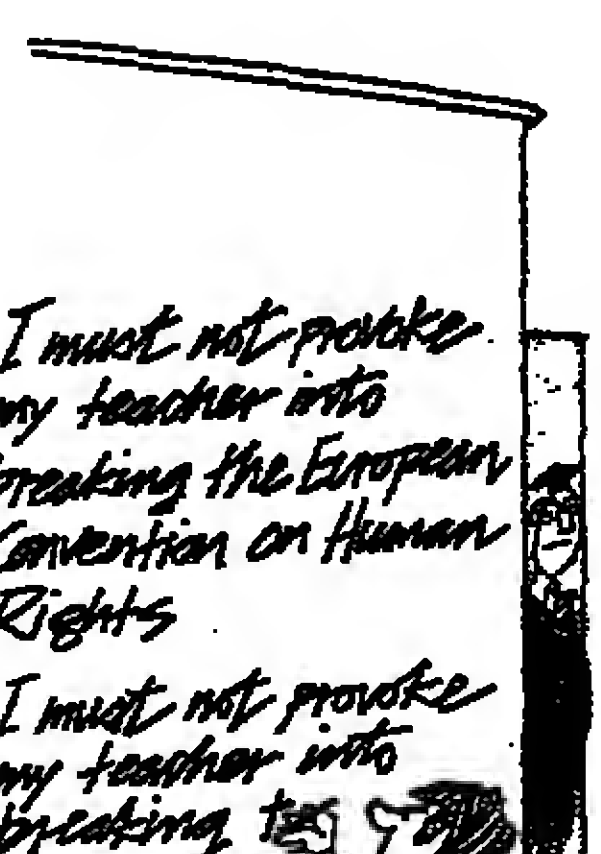 I must not provoke
my teacher into
breaking the European
Convention on Human
Rights
I must not provoke
my teacher into
breaking t